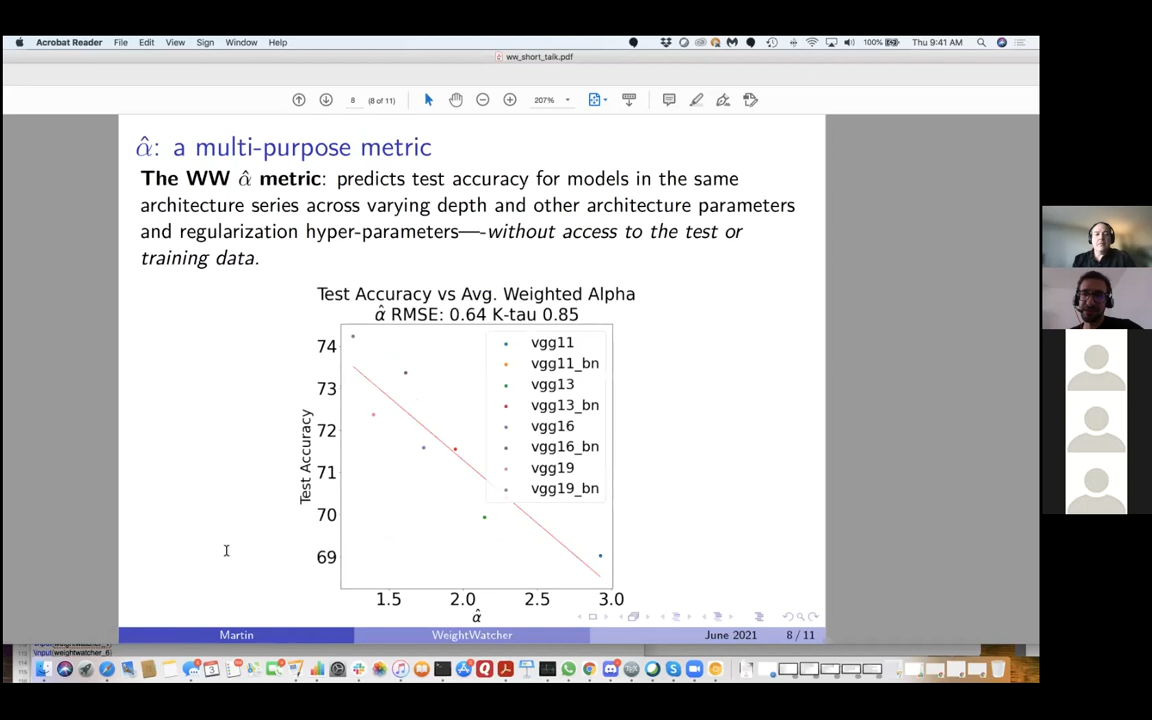 Acrobat Reader File Edit View Sign Window Help 100% Thu 9:41 AM
ww_short_talk.pdf
8 (8 of 11) 207%
α̂: a multi-purpose metric
The WW α̂ metric: predicts test accuracy for models in the same
architecture series across varying depth and other architecture parameters
and regularization hyper-parameters—-without access to the test or
training data.
Test Accuracy vs Avg. Weighted Alpha
α̂ RMSE: 0.64 K-tau 0.85
74
73
72
71
70
69
Test Accuracy
vgg11
vgg11_bn
vgg13
vgg13_bn
vgg16
vgg16_bn
vgg19
vgg19_bn
1.5 2.0 2.5 3.0
α̂
Martin WeightWatcher June 2021 8 / 11
\input{weightwatcher_6}